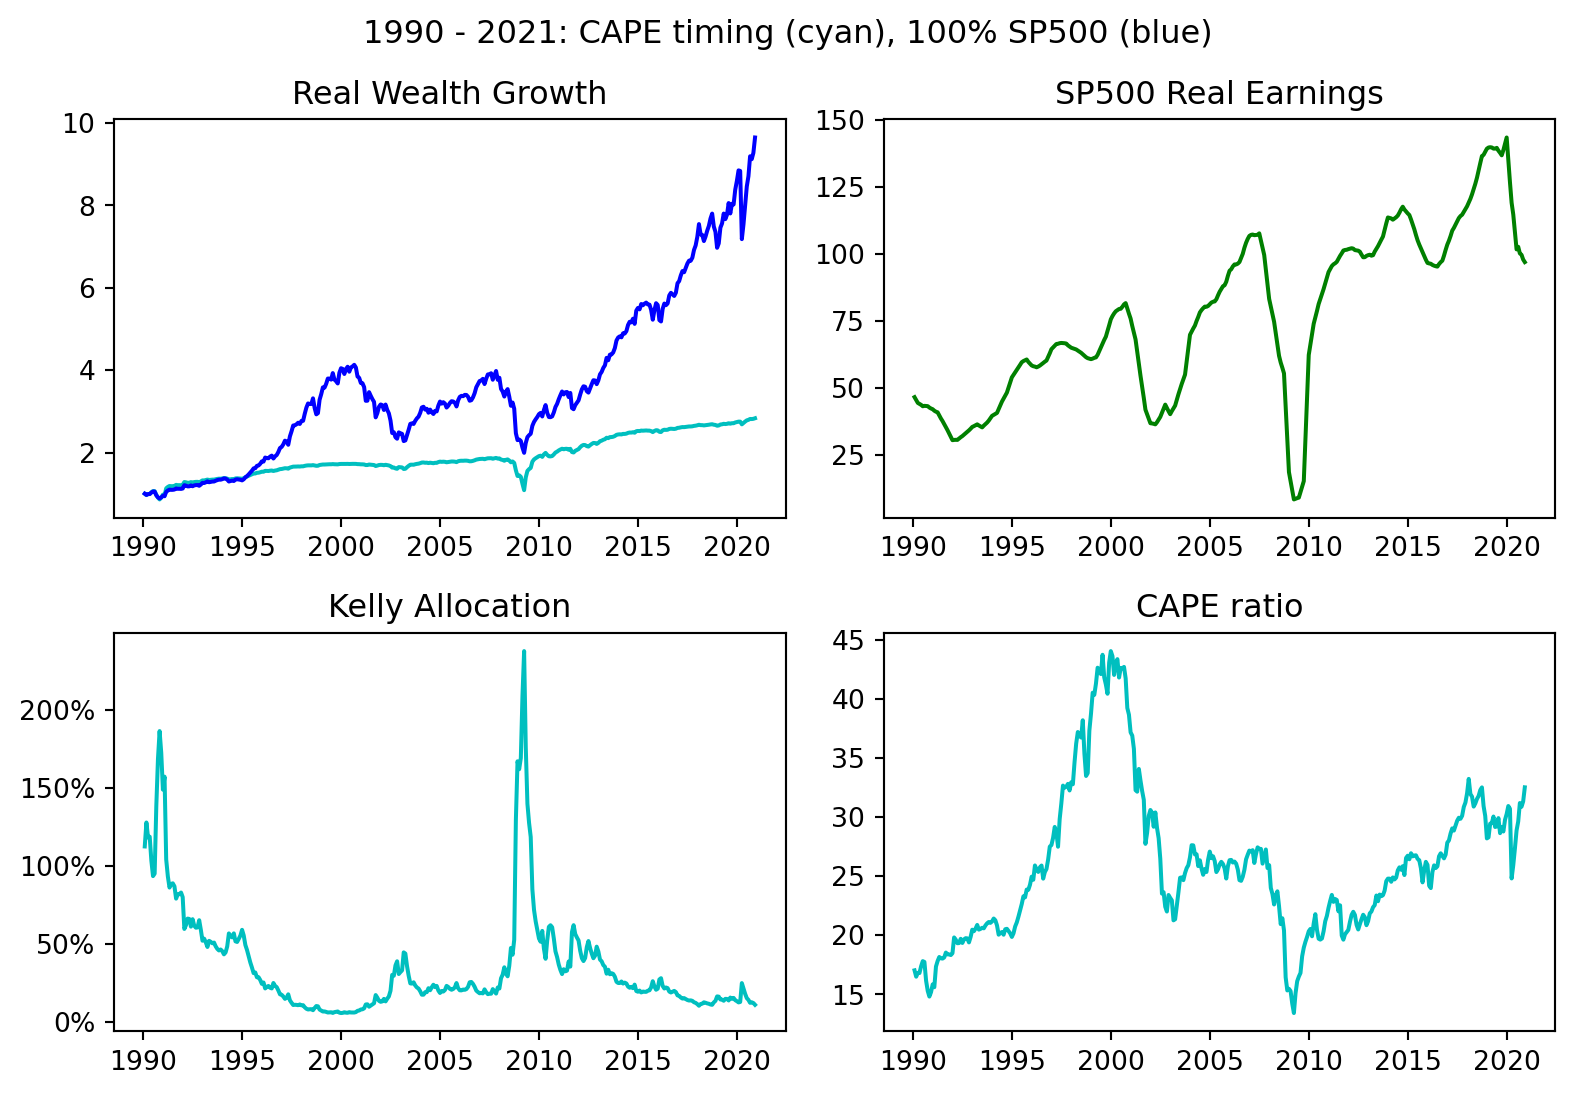 1990 - 2021: CAPE timing (cyan), 100% SP500 (blue)
Real Wealth Growth
10
8
6
4
2
1990 1995 2000 2005 2010 2015 2020
SP500 Real Earnings
150
125
100
75
50
25
1990 1995 2000 2005 2010 2015 2020
Kelly Allocation
200%
150%
100%
50%
0%
1990 1995 2000 2005 2010 2015 2020
CAPE ratio
45
40
35
30
25
20
15
1990 1995 2000 2005 2010 2015 2020